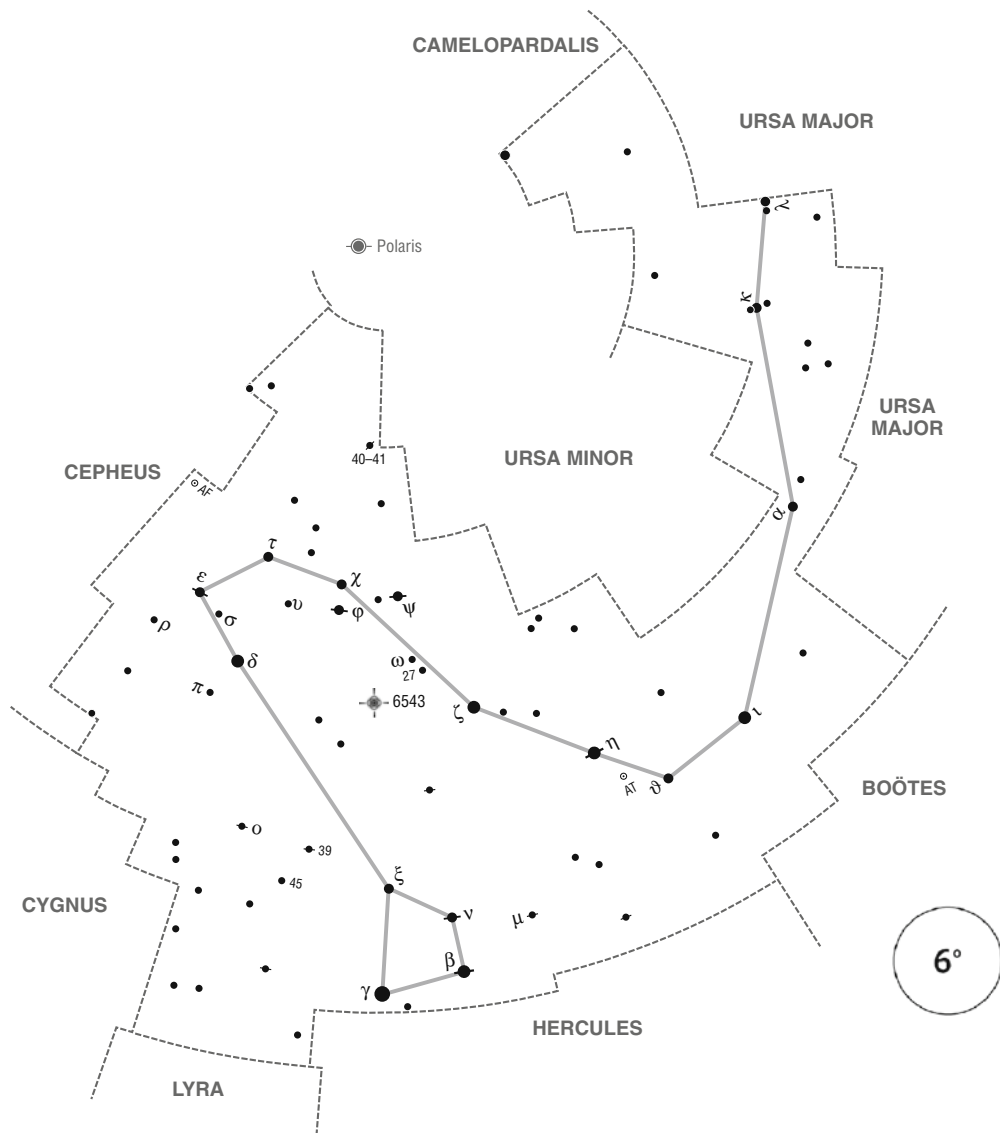 CAMELOPARDALIS
URSA MAJOR
λ
Polaris
κ
URSA
MAJOR
40–41
URSA MINOR
CEPHEUS
AF
α
τ
ε
χ
ψ
υ
φ
σ
ρ
δ
ω
27
π
6543
ζ
ι
η
AT
ϑ
BOÖTES
ο
39
45
ξ
CYGNUS
ν
μ
β
6°
γ
HERCULES
LYRA